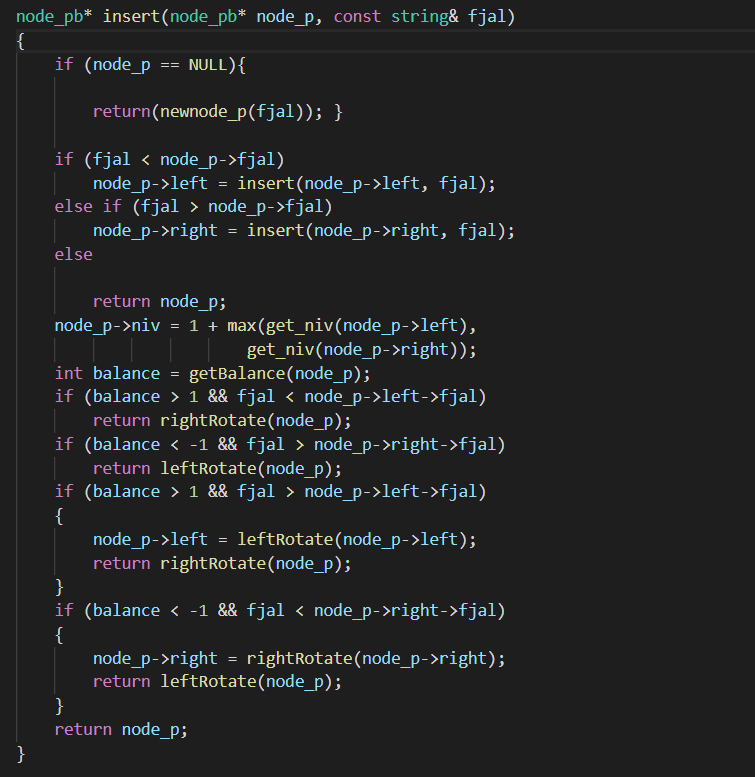 node_pb* insert(node_pb* node_p, const string& fjal)
{
    if (node_p == NULL){
        return(newnode_p(fjal)); }
    if (fjal < node_p->fjal)
        node_p->left = insert(node_p->left, fjal);
    else if (fjal > node_p->fjal)
        node_p->right = insert(node_p->right, fjal);
    else
        return node_p;
    node_p->niv = 1 + max(get_niv(node_p->left),
                        get_niv(node_p->right));
    int balance = getBalance(node_p);
    if (balance > 1 && fjal < node_p->left->fjal)
        return rightRotate(node_p);
    if (balance < -1 && fjal > node_p->right->fjal)
        return leftRotate(node_p);
    if (balance > 1 && fjal > node_p->left->fjal)
    {
        node_p->left = leftRotate(node_p->left);
        return rightRotate(node_p);
    }
    if (balance < -1 && fjal < node_p->right->fjal)
    {
        node_p->right = rightRotate(node_p->right);
        return leftRotate(node_p);
    }
    return node_p;
}